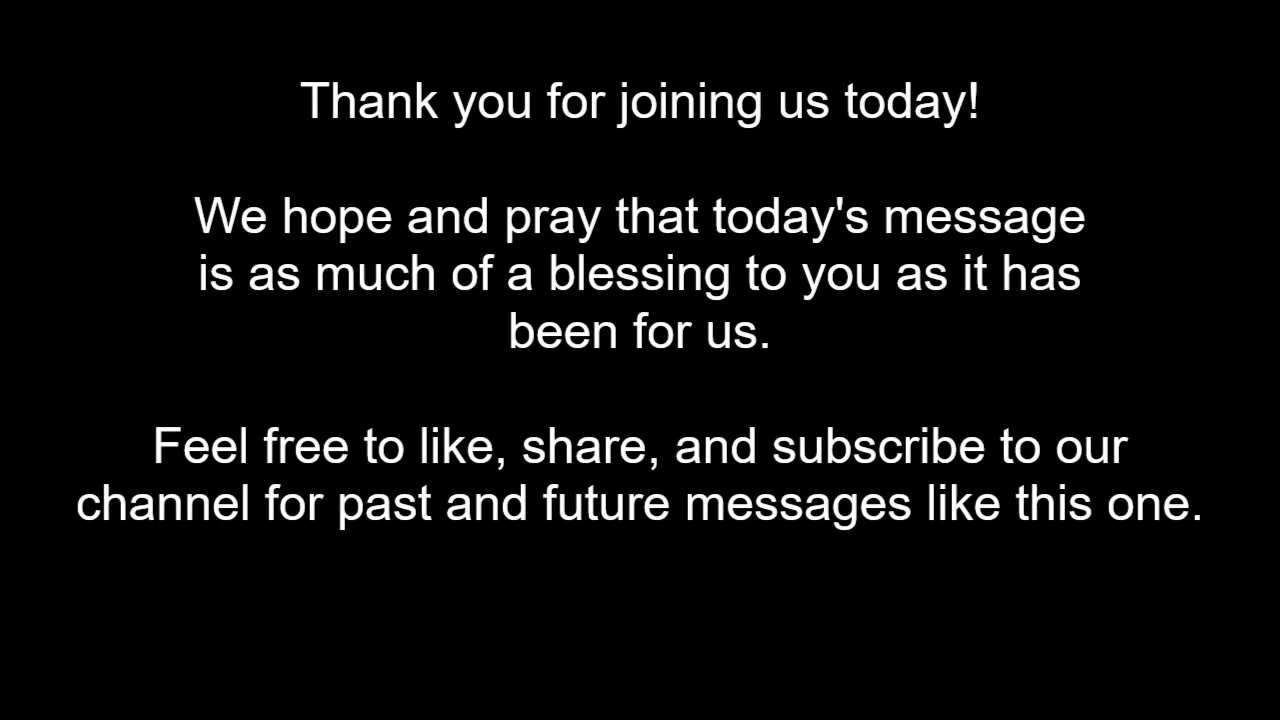 Thank you for joining us today!
We hope and pray that today's message
is as much of a blessing to you as it has
been for us.
Feel free to like, share, and subscribe to our
channel for past and future messages like this one.